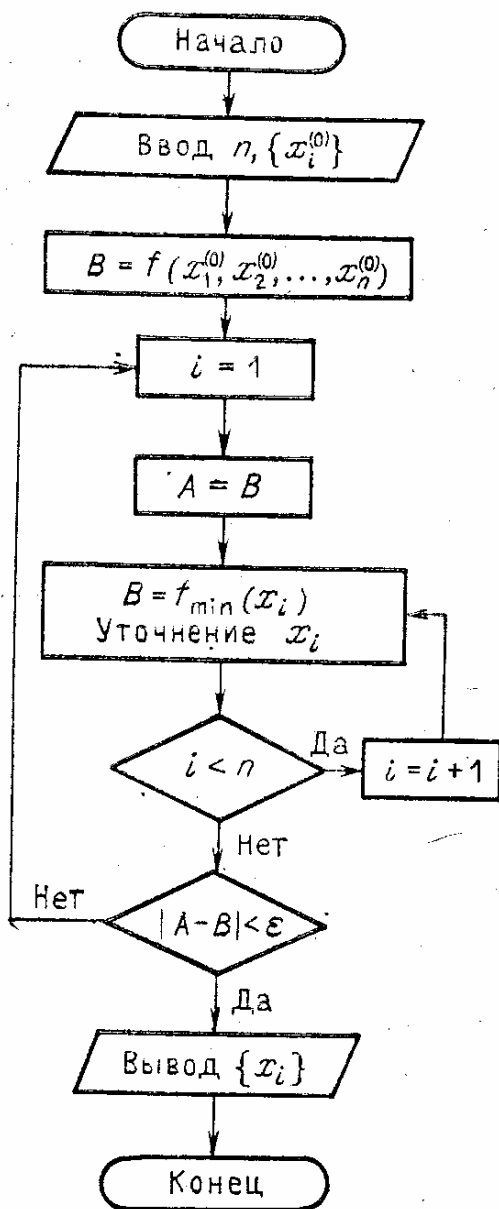 Начало
Ввод n, {x_i^(0)}
B = f(x_1^(0), x_2^(0), ..., x_n^(0))
i = 1
A = B
B = f_min(x_i)
Уточнение x_i
i < n
Да
i = i + 1
Нет
Нет
|A-B| < ε
Да
Вывод {x_i}
Конец